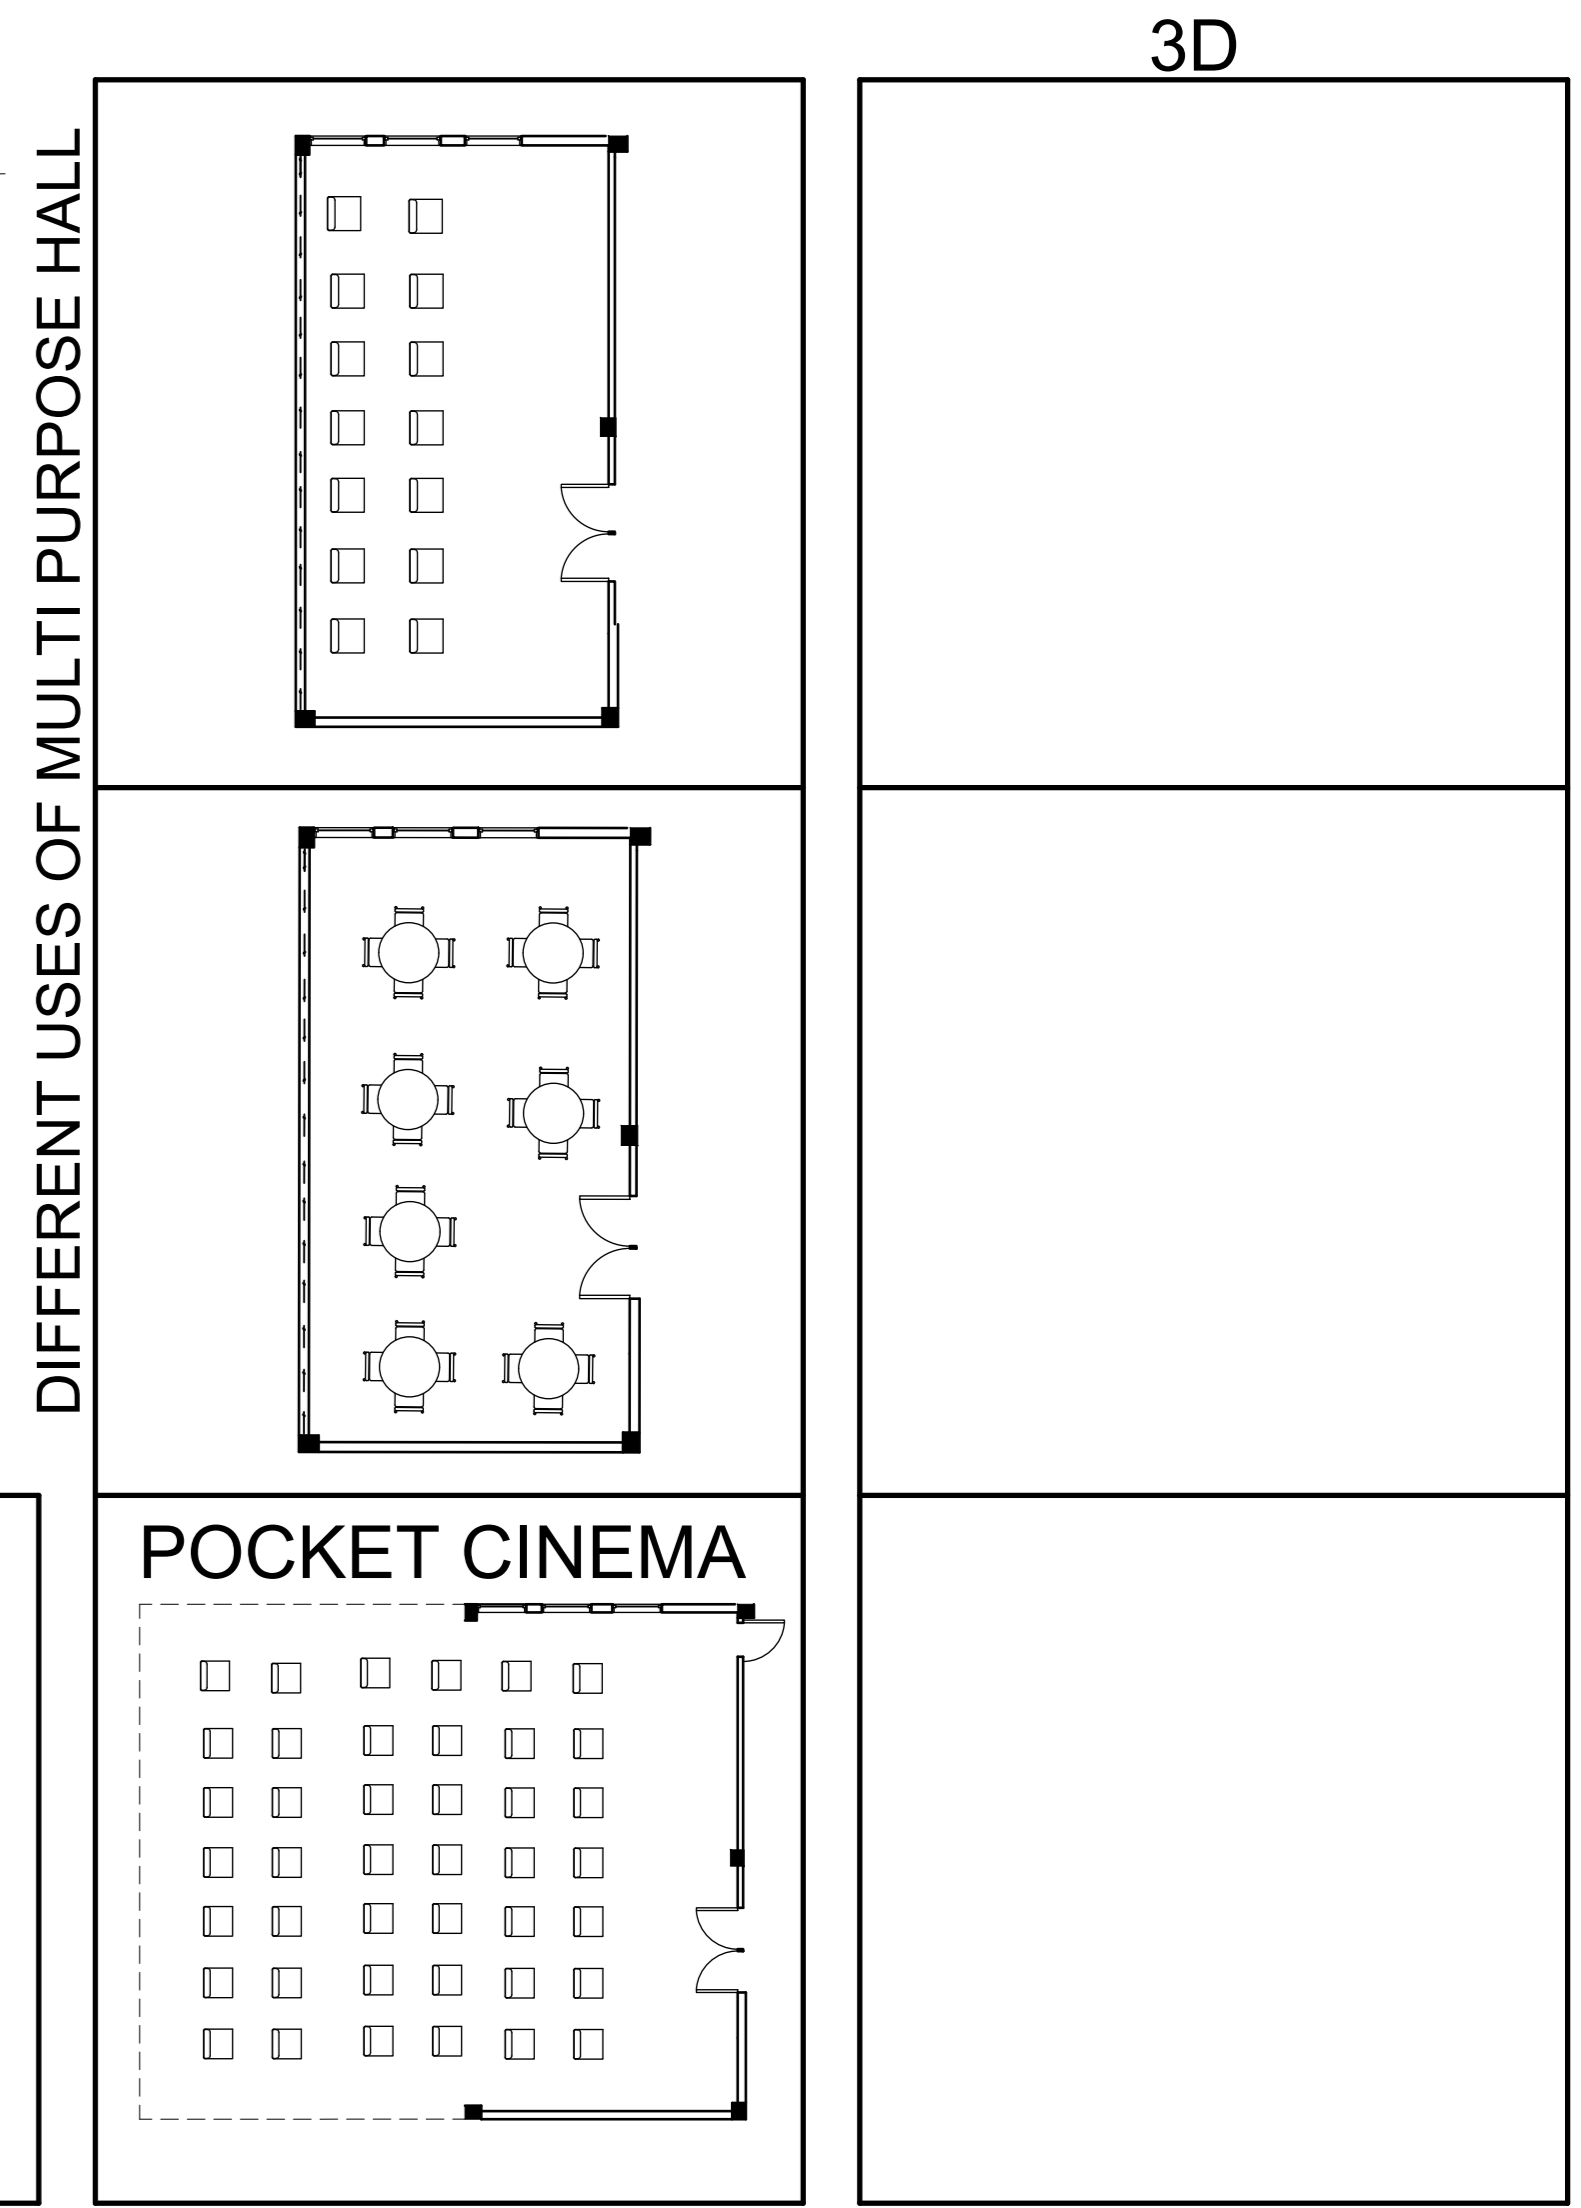 3D
DIFFERENT USES OF MULTI PURPOSE HALL
POCKET CINEMA